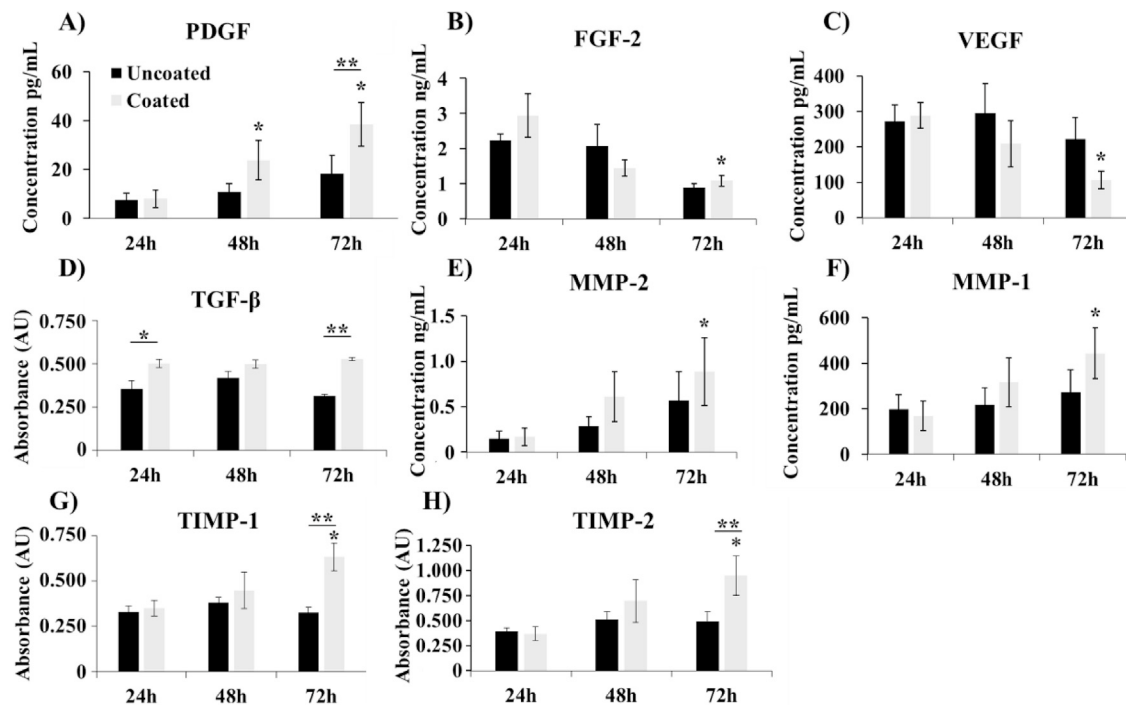 A)
PDGF
Concentration pg/mL
60
40
20
0
Uncoated
Coated
*
**
*
24h 48h 72h
B)
FGF-2
Concentration ng/mL
4
3
2
1
0
*
24h 48h 72h
C)
VEGF
Concentration pg/mL
400
300
200
100
0
*
24h 48h 72h
D)
TGF-β
Absorbance (AU)
0.750
0.500
0.250
0
*
**
24h 48h 72h
E)
MMP-2
Concentration ng/mL
1.5
1.0
0.5
0
*
24h 48h 72h
F)
MMP-1
Concentration pg/mL
600
400
200
0
*
24h 48h 72h
G)
TIMP-1
Absorbance (AU)
0.750
0.500
0.250
0
**
*
24h 48h 72h
H)
TIMP-2
Absorbance (AU)
1.250
1.000
0.750
0.500
0.250
0
**
*
24h 48h 72h